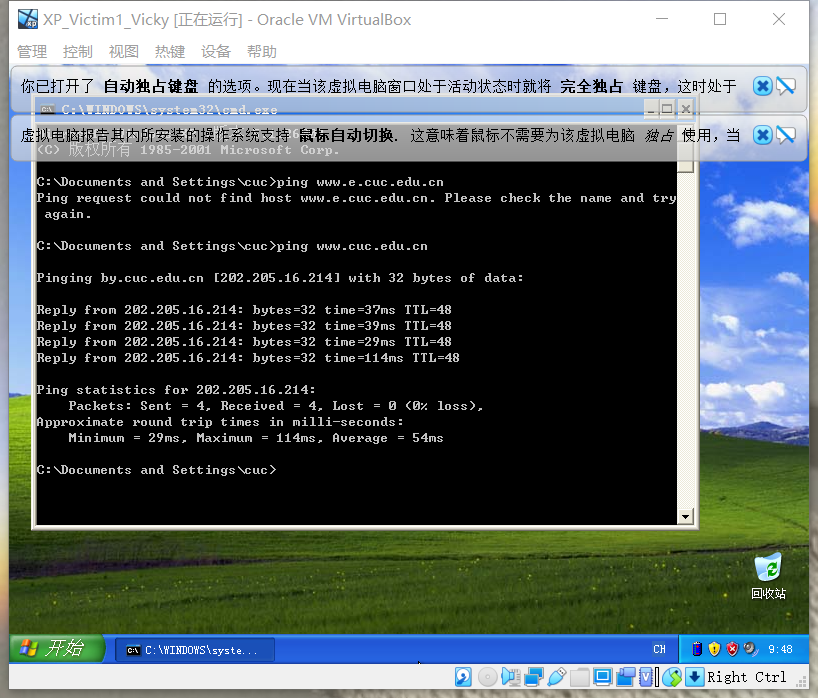 XP_Victim1_Vicky [正在运行] - Oracle VM VirtualBox
管理 控制 视图 热键 设备 帮助
你已打开了 自动独占键盘 的选项。现在当该虚拟电脑窗口处于活动状态时就将 完全独占 键盘，这时处于
C:\WINDOWS\system32\cmd.exe
虚拟电脑报告其内所安装的操作系统支持 鼠标自动切换. 这意味着鼠标不需要为该虚拟电脑 独占 使用，当
(C) 版权所有 1985-2001 Microsoft Corp.
C:\Documents and Settings\cuc>ping www.e.cuc.edu.cn
Ping request could not find host www.e.cuc.edu.cn. Please check the name and try
again.
C:\Documents and Settings\cuc>ping www.cuc.edu.cn
Pinging by.cuc.edu.cn [202.205.16.214] with 32 bytes of data:
Reply from 202.205.16.214: bytes=32 time=37ms TTL=48
Reply from 202.205.16.214: bytes=32 time=39ms TTL=48
Reply from 202.205.16.214: bytes=32 time=29ms TTL=48
Reply from 202.205.16.214: bytes=32 time=114ms TTL=48
Ping statistics for 202.205.16.214:
Packets: Sent = 4, Received = 4, Lost = 0 (0% loss),
Approximate round trip times in milli-seconds:
Minimum = 29ms, Maximum = 114ms, Average = 54ms
C:\Documents and Settings\cuc>
回收站
开始 C:\WINDOWS\syste... CH 9:48
Right Ctrl